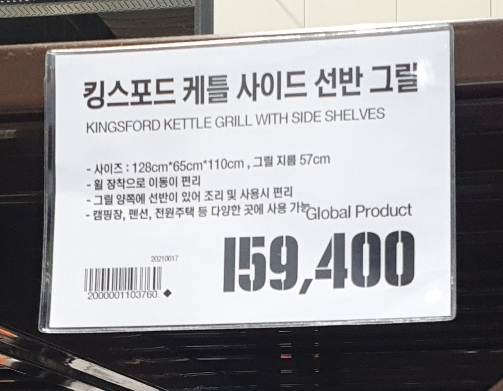 킹스포드 케틀 사이드 선반 그릴
KINGSFORD KETTLE GRILL WITH SIDE SHELVES
- 사이즈 : 128cm*65cm*110cm , 그릴 지름 57cm
- 휠 장착으로 이동이 편리
- 그릴 양쪽에 선반이 있어 조리 및 사용시 편리
- 캠핑장, 펜션, 전원주택 등 다양한 곳에 사용 가능
Global Product
20210617
159,400
2000001103760 ◆